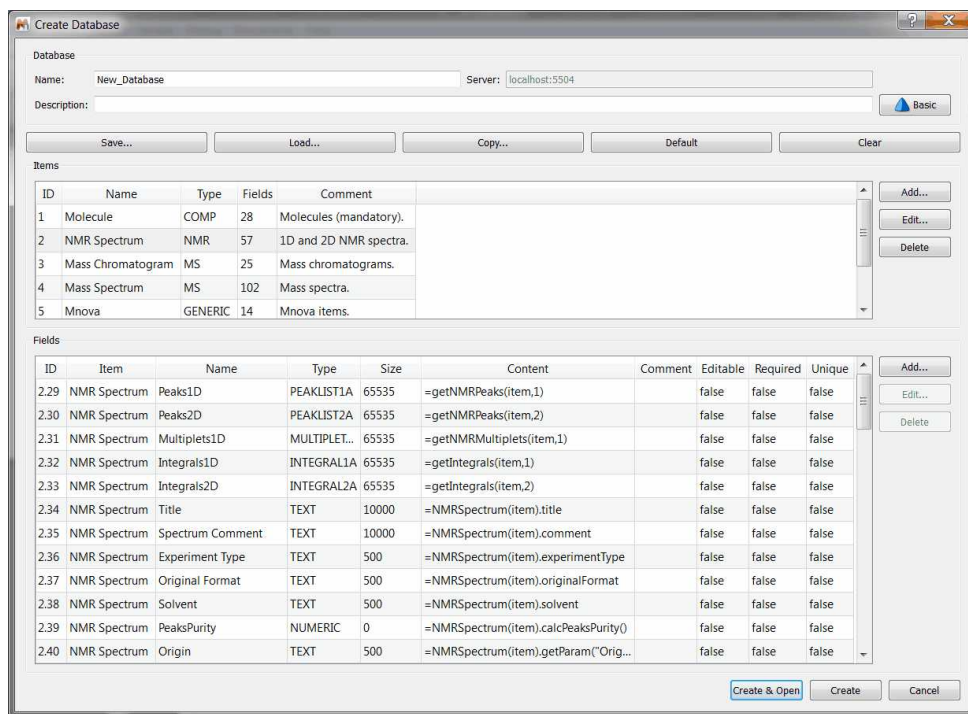 Create Database
Database
Name: New_Database Server: localhost:5504
Description: Basic
Save... Load... Copy... Default Clear
Items
ID Name Type Fields Comment Add...
1 Molecule COMP 28 Molecules (mandatory). Edit...
2 NMR Spectrum NMR 57 1D and 2D NMR spectra. Delete
3 Mass Chromatogram MS 25 Mass chromatograms.
4 Mass Spectrum MS 102 Mass spectra.
5 Mnova GENERIC 14 Mnova items.
Fields
ID Item Name Type Size Content Comment Editable Required Unique Add...
2.29 NMR Spectrum Peaks1D PEAKLIST1A 65535 =getNMRPeaks(item,1) false false false Edit...
2.30 NMR Spectrum Peaks2D PEAKLIST2A 65535 =getNMRPeaks(item,2) false false false Delete
2.31 NMR Spectrum Multiplets1D MULTIPLET... 65535 =getNMRMultiplets(item,1) false false false
2.32 NMR Spectrum Integrals1D INTEGRAL1A 65535 =getIntegrals(item,1) false false false
2.33 NMR Spectrum Integrals2D INTEGRAL2A 65535 =getIntegrals(item,2) false false false
2.34 NMR Spectrum Title TEXT 10000 =NMRSpectrum(item).title false false false
2.35 NMR Spectrum Spectrum Comment TEXT 10000 =NMRSpectrum(item).comment false false false
2.36 NMR Spectrum Experiment Type TEXT 500 =NMRSpectrum(item).experimentType false false false
2.37 NMR Spectrum Original Format TEXT 500 =NMRSpectrum(item).originalFormat false false false
2.38 NMR Spectrum Solvent TEXT 500 =NMRSpectrum(item).solvent false false false
2.39 NMR Spectrum PeaksPurity NUMERIC 0 =NMRSpectrum(item).calcPeaksPurity() false false false
2.40 NMR Spectrum Origin TEXT 500 =NMRSpectrum(item).getParam("Orig... false false false
Create & Open Create Cancel